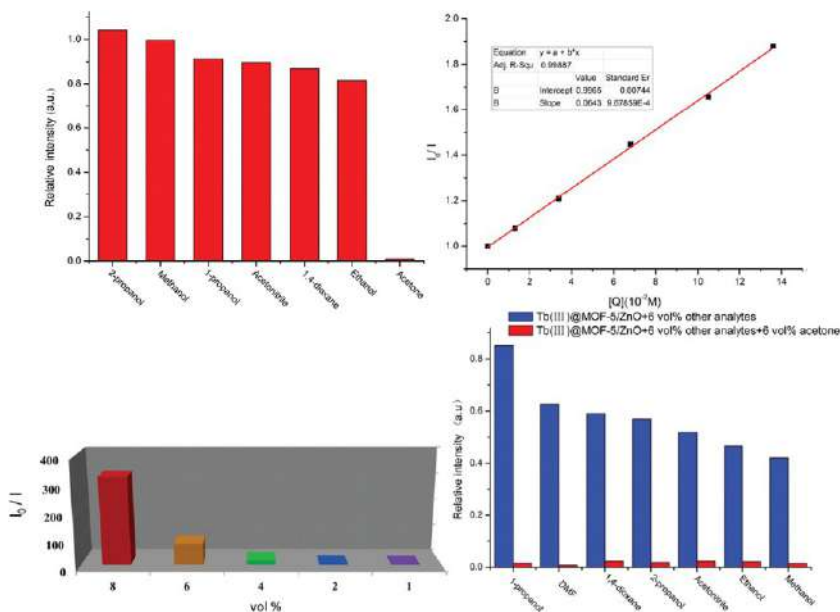 Relative intensity (a.u.)
1.0
0.8
0.6
0.4
0.2
0.0
2-propanol
Methanol
1-propanol
Acetonitrile
1,4-dioxane
Ethanol
Acetone
I₀/I
2.0
1.8
1.6
1.4
1.2
1.0
Equation y = a + b*x
Adj. R-Squ 0.99887
Value Standard Er
B Intercept 0.9965 0.00744
B Slope 0.0643 9.67859E-4
0 2 4 6 8 10 12 14
[Q](10⁻³M)
I₀ / I
400
300
200
100
0
8 6 4 2 1
vol %
Tb(III)@MOF-5/ZnO+6 vol% other analytes
Tb(III)@MOF-5/ZnO+6 vol% other analytes+6 vol% acetone
Relative intensity (a.u)
0.8
0.6
0.4
0.2
0.0
1-propanol
DMF
1,4-dioxane
2-propanol
Acetonitrile
Ethanol
Methanol